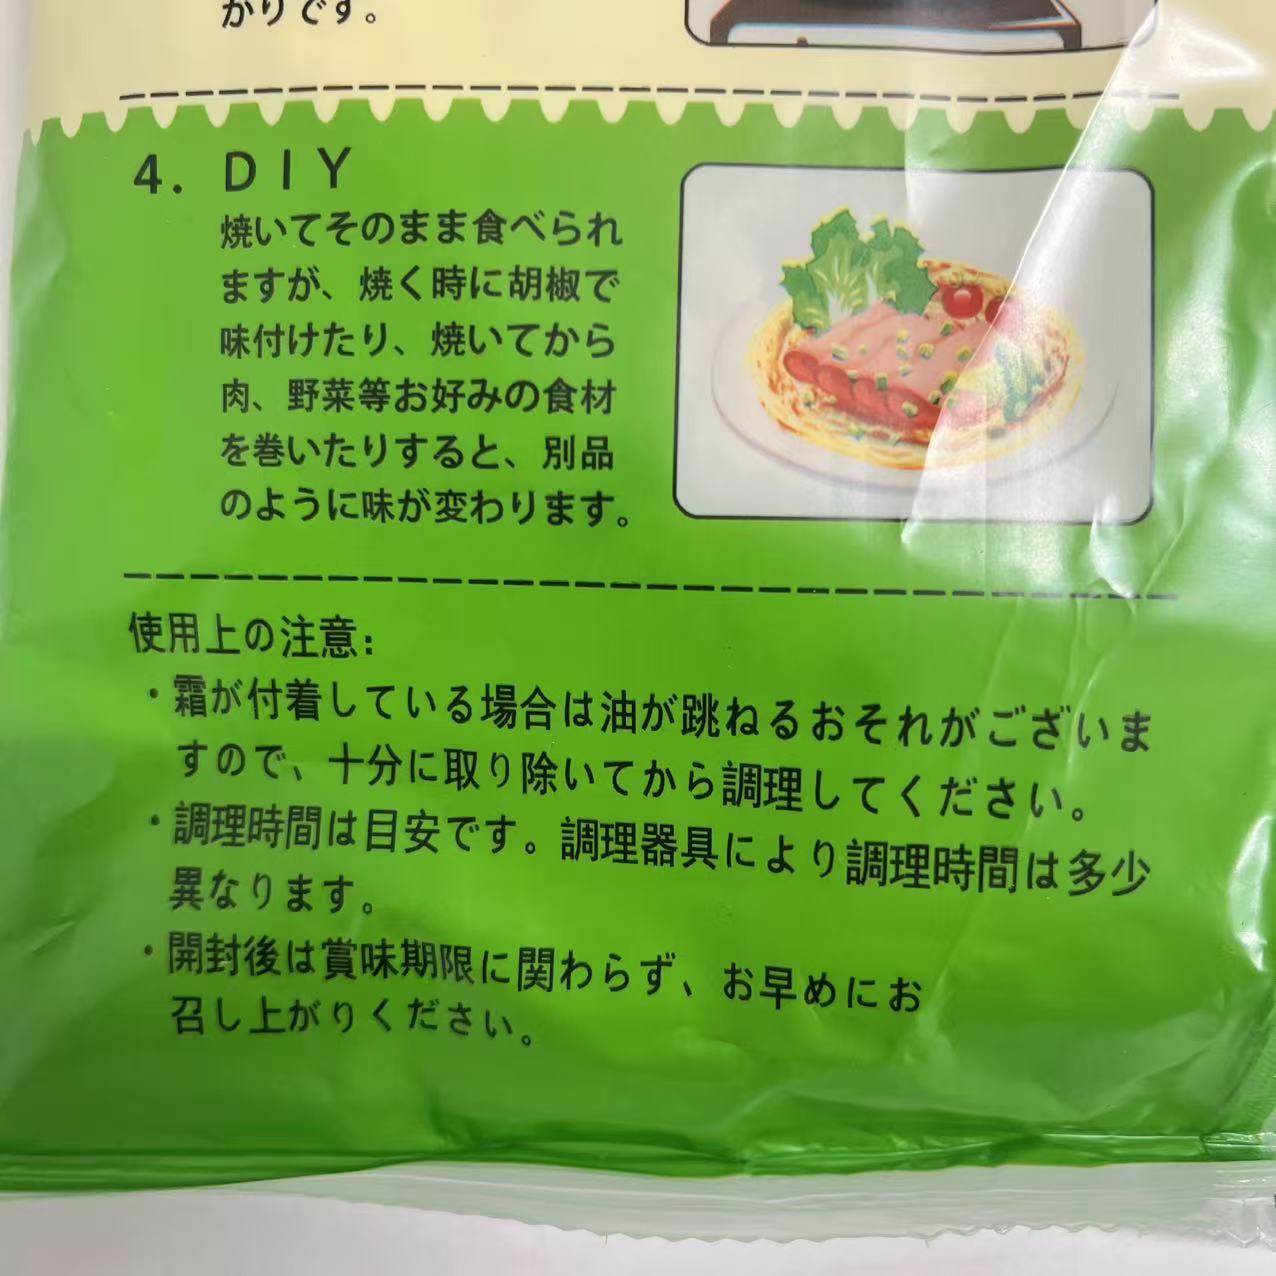 かりです。
4. DIY
焼いてそのまま食べられ
ますが、焼く時に胡椒で
味付けたり、焼いてから
肉、野菜等お好みの食材
を巻いたりすると、別品
のように味が変わります。
使用上の注意:
・霜が付着している場合は油が跳ねるおそれがございま
すので、十分に取り除いてから調理してください。
・調理時間は目安です。調理器具により調理時間は多少
異なります。
・開封後は賞味期限に関わらず、お早めにお
召し上がりください。